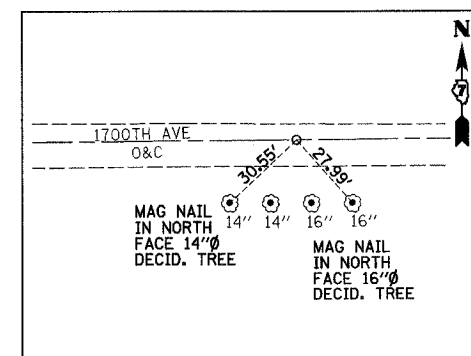 N
7
1700TH AVE
O&C
30.55'
27.99'
14" 14" 16" 16"
MAG NAIL
IN NORTH
FACE 14"Ø
DECID. TREE
MAG NAIL
IN NORTH
FACE 16"Ø
DECID. TREE